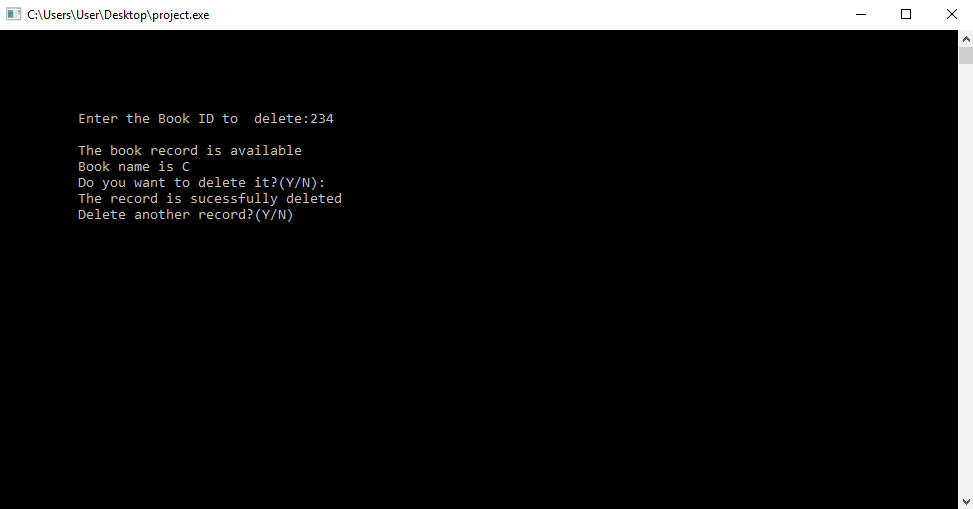 C:\Users\User\Desktop\project.exe
Enter the Book ID to  delete:234
The book record is available
Book name is C
Do you want to delete it?(Y/N):
The record is sucessfully deleted
Delete another record?(Y/N)